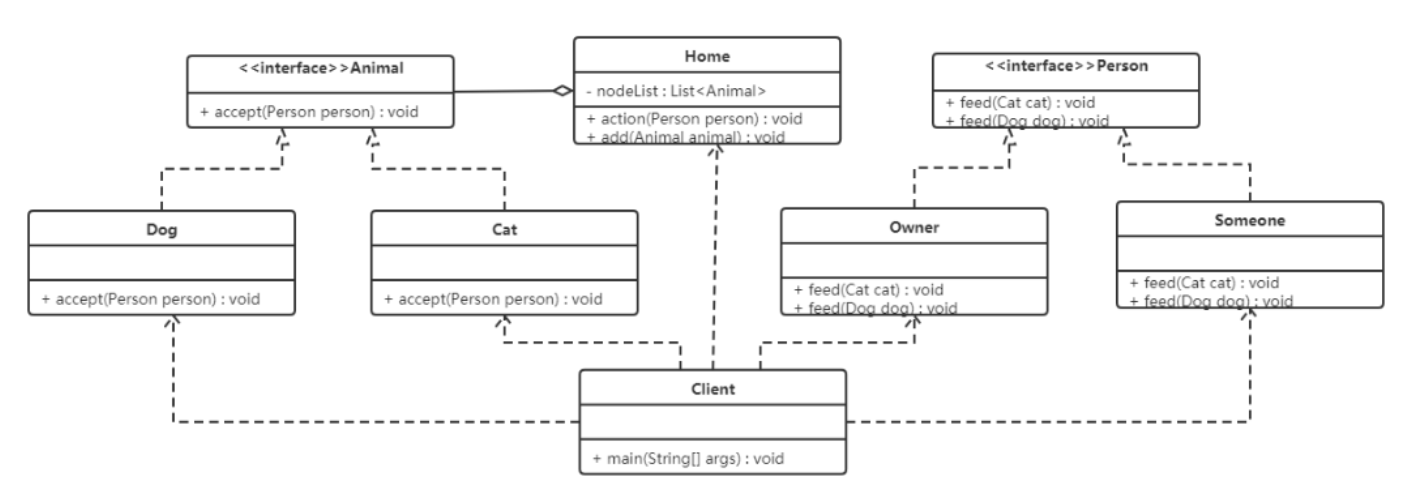 <<interface>>Animal
+ accept(Person person) : void
Home
- nodeList : List<Animal>
+ action(Person person) : void
+ add(Animal animal) : void
<<interface>>Person
+ feed(Cat cat) : void
+ feed(Dog dog) : void
Dog
+ accept(Person person) : void
Cat
+ accept(Person person) : void
Owner
+ feed(Cat cat) : void
+ feed(Dog dog) : void
Someone
+ feed(Cat cat) : void
+ feed(Dog dog) : void
Client
+ main(String[] args) : void